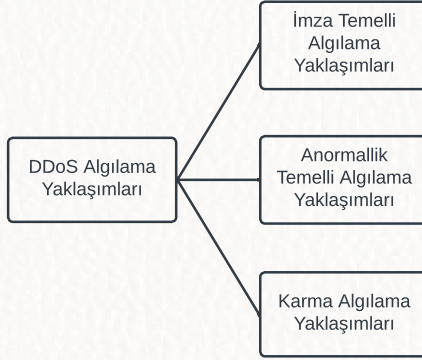 İmza Temelli
Algılama
Yaklaşımları
DDoS Algılama
Yaklaşımları
Anormallik
Temelli Algılama
Yaklaşımları
Karma Algılama
Yaklaşımları